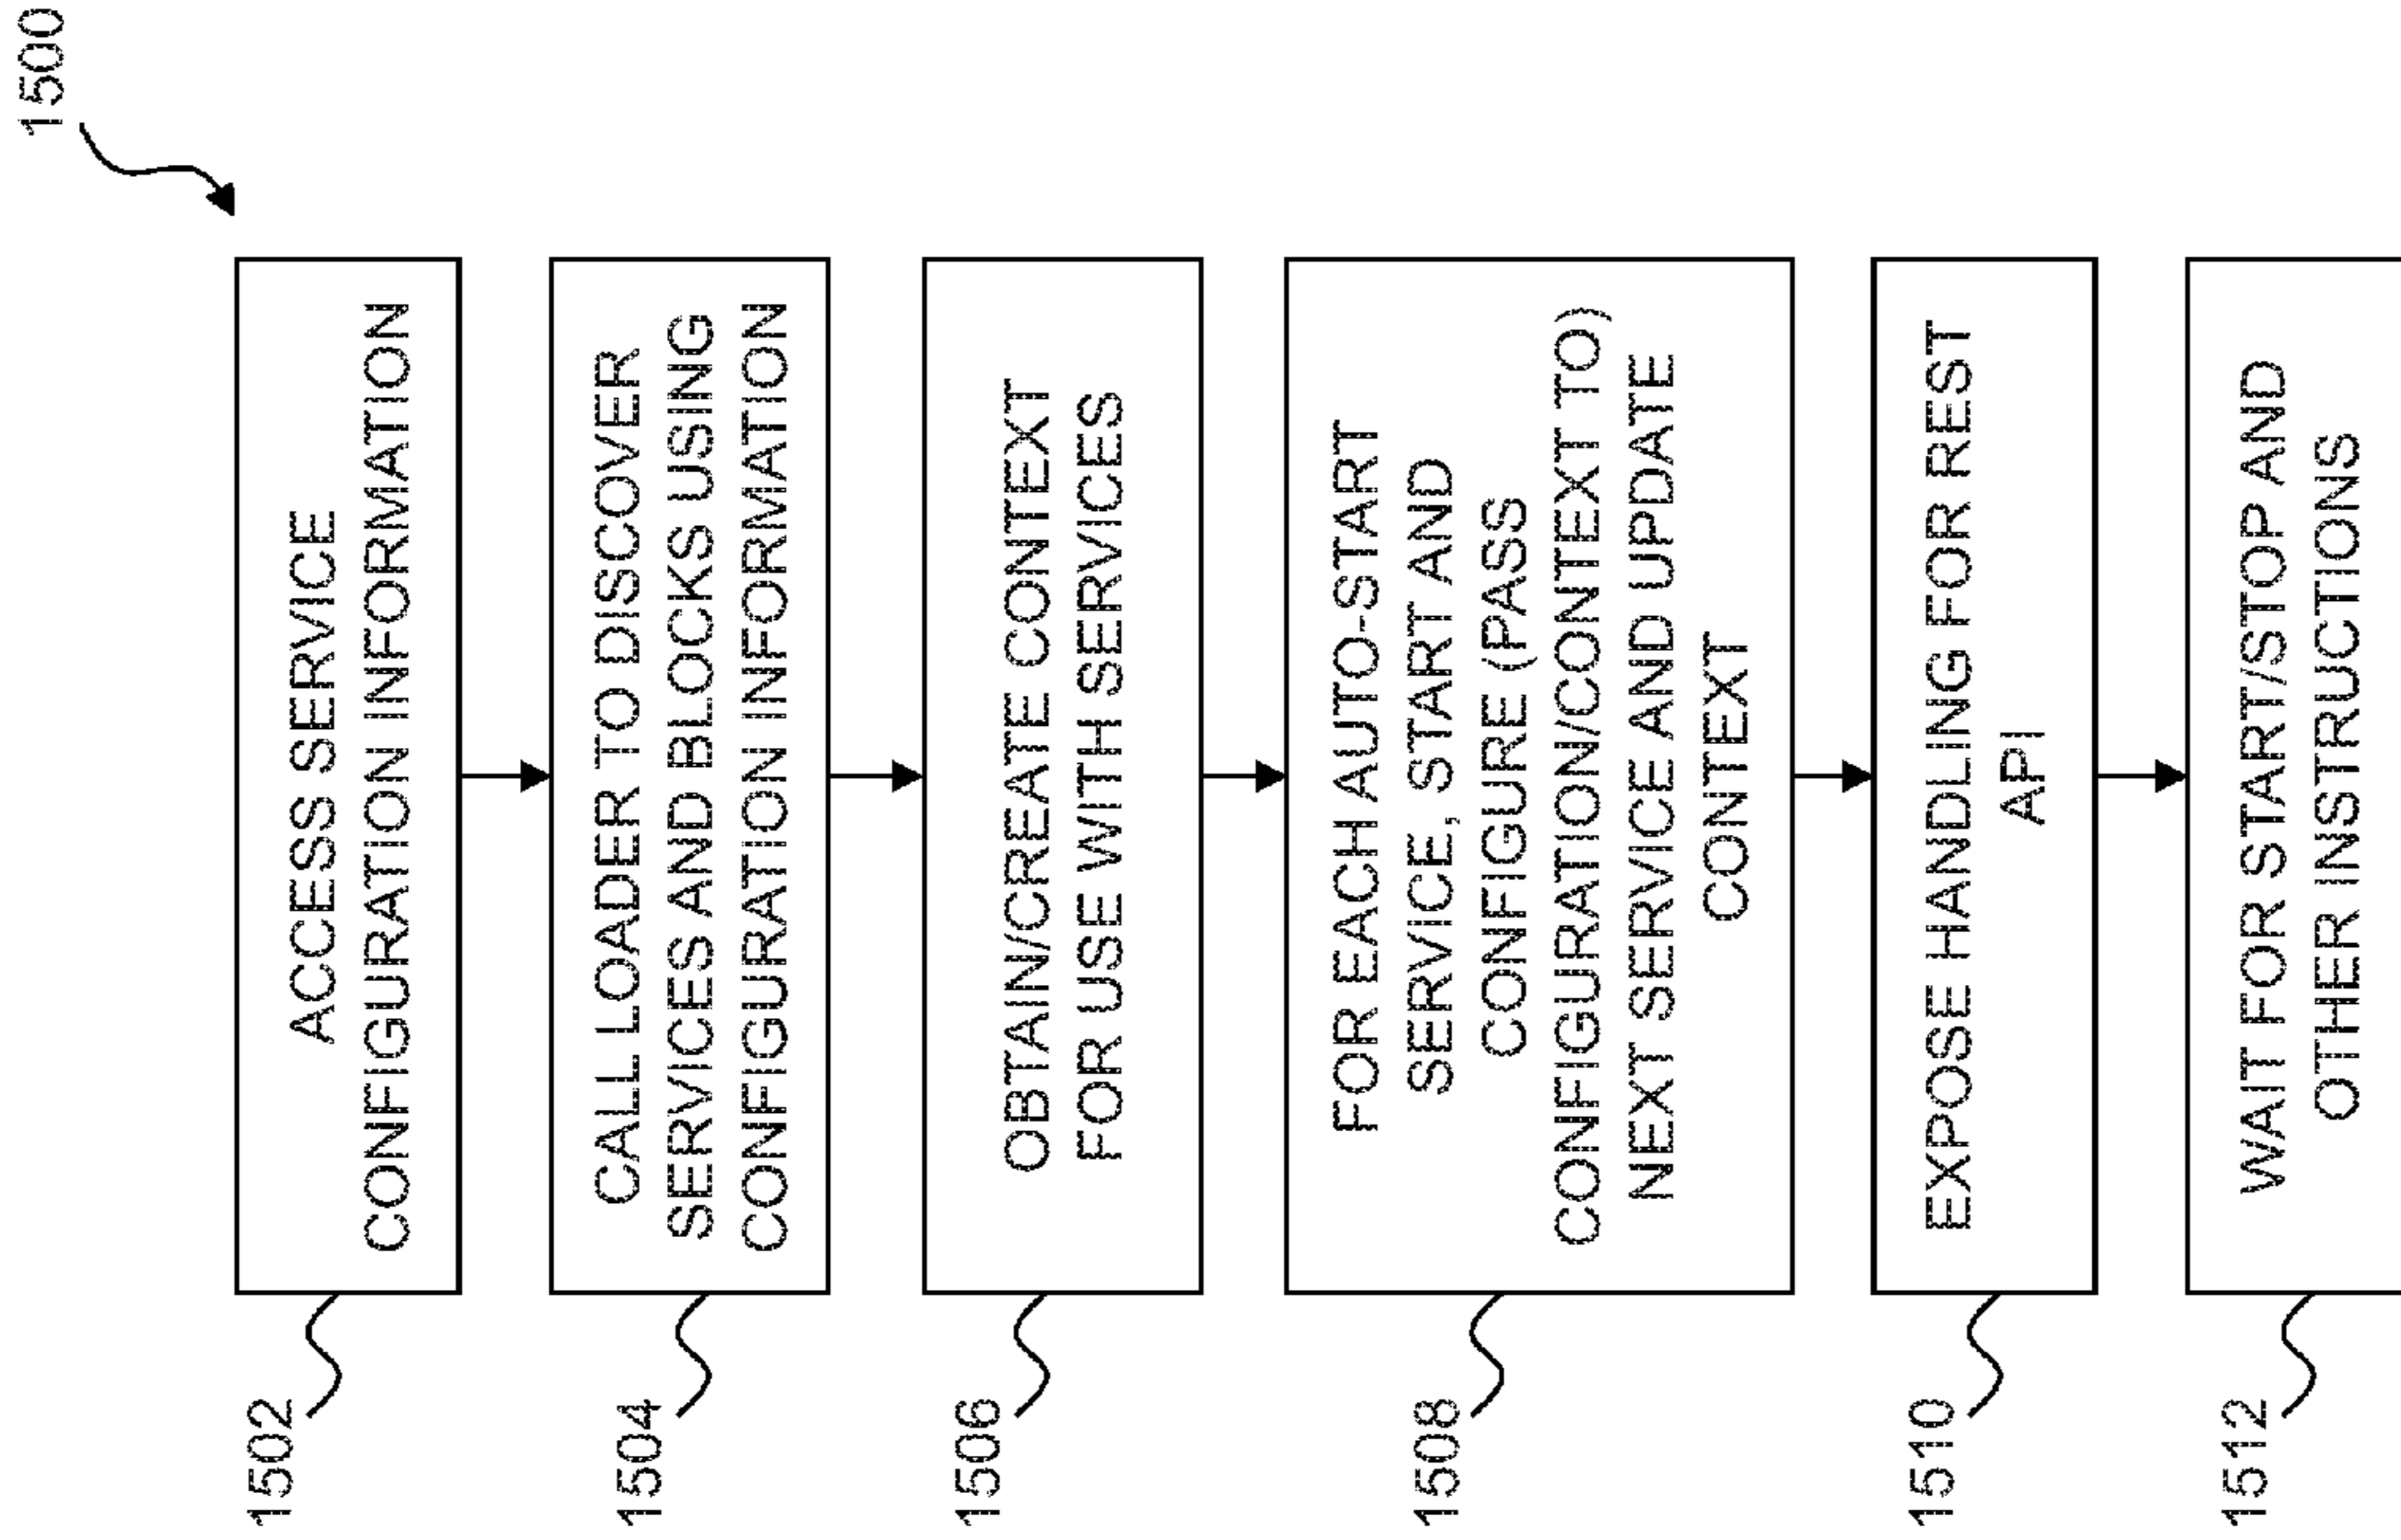 1500
1502
ACCESS SERVICE
CONFIGURATION INFORMATION
1504
CALL LOADER TO DISCOVER
SERVICES AND BLOCKS USING
CONFIGURATION INFORMATION
1506
OBTAIN/CREATE CONTEXT
FOR USE WITH SERVICES
1508
FOR EACH AUTO-START
SERVICE, START AND
CONFIGURE (PASS
CONFIGURATION/CONTEXT TO)
NEXT SERVICE AND UPDATE
CONTEXT
1510
EXPOSE HANDLING FOR REST
API
1512
WAIT FOR START/STOP AND
OTHER INSTRUCTIONS